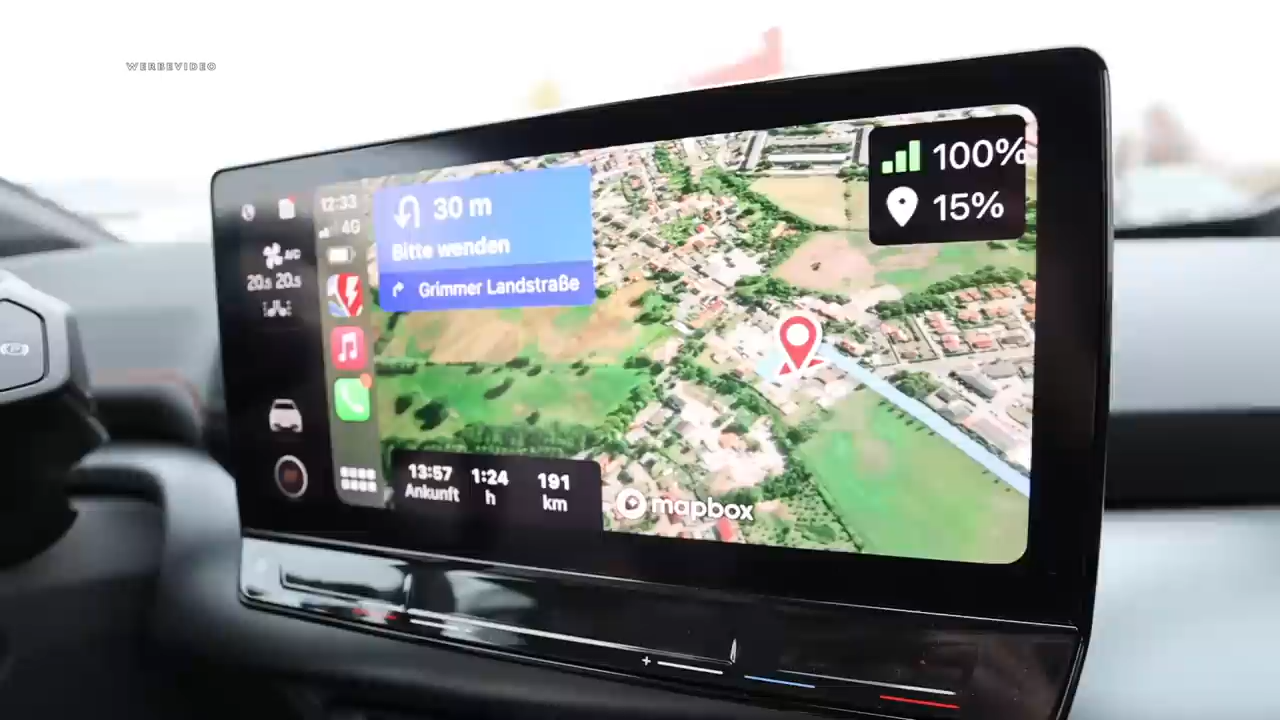 WERBEVIDEO
100%
15%
12:33
4G
30 m
Bitte wenden
Grimmer Landstraße
A/C
20.5 20.5
13:57
1:24
191
Ankunft
h
km
mapbox